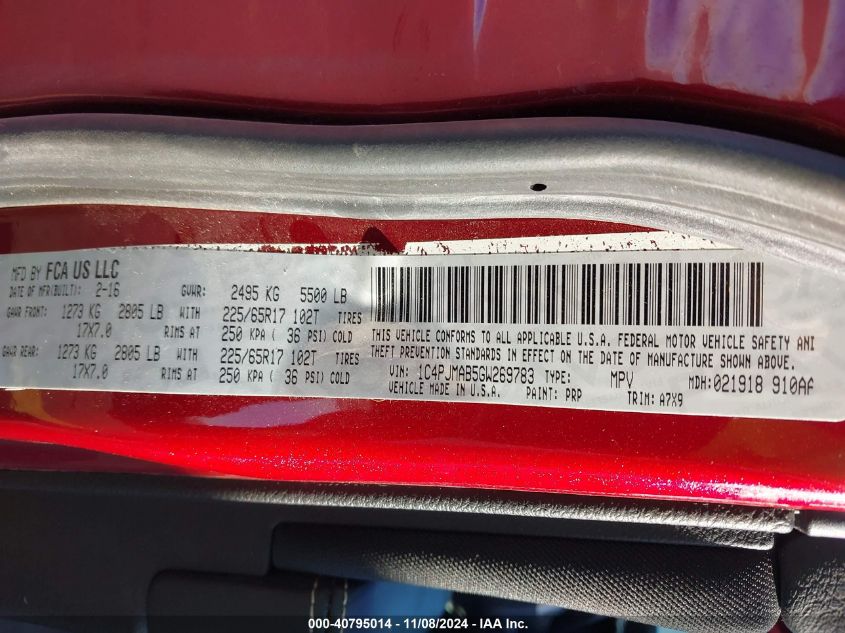 MFD BY FCA US LLC
DATE OF MFR(BUILT): 2-16 GVWR: 2495 KG 5500 LB
GAWR FRONT: 1273 KG 2805 LB WITH 225/65R17 102T TIRES
17X7.0 RIMS AT 250 KPA ( 36 PSI) COLD
GAWR REAR: 1273 KG 2805 LB WITH 225/65R17 102T TIRES
17X7.0 RIMS AT 250 KPA ( 36 PSI) COLD
THIS VEHICLE CONFORMS TO ALL APPLICABLE U.S.A. FEDERAL MOTOR VEHICLE SAFETY AND
THEFT PREVENTION STANDARDS IN EFFECT ON THE DATE OF MANUFACTURE SHOWN ABOVE.
VIN: 1C4PJMAB5GW269783 TYPE: MPV MDH:021918 910AA
VEHICLE MADE IN U.S.A. PAINT: PRP TRIM: A7X9
000-40795014 - 11/08/2024 - IAA Inc.